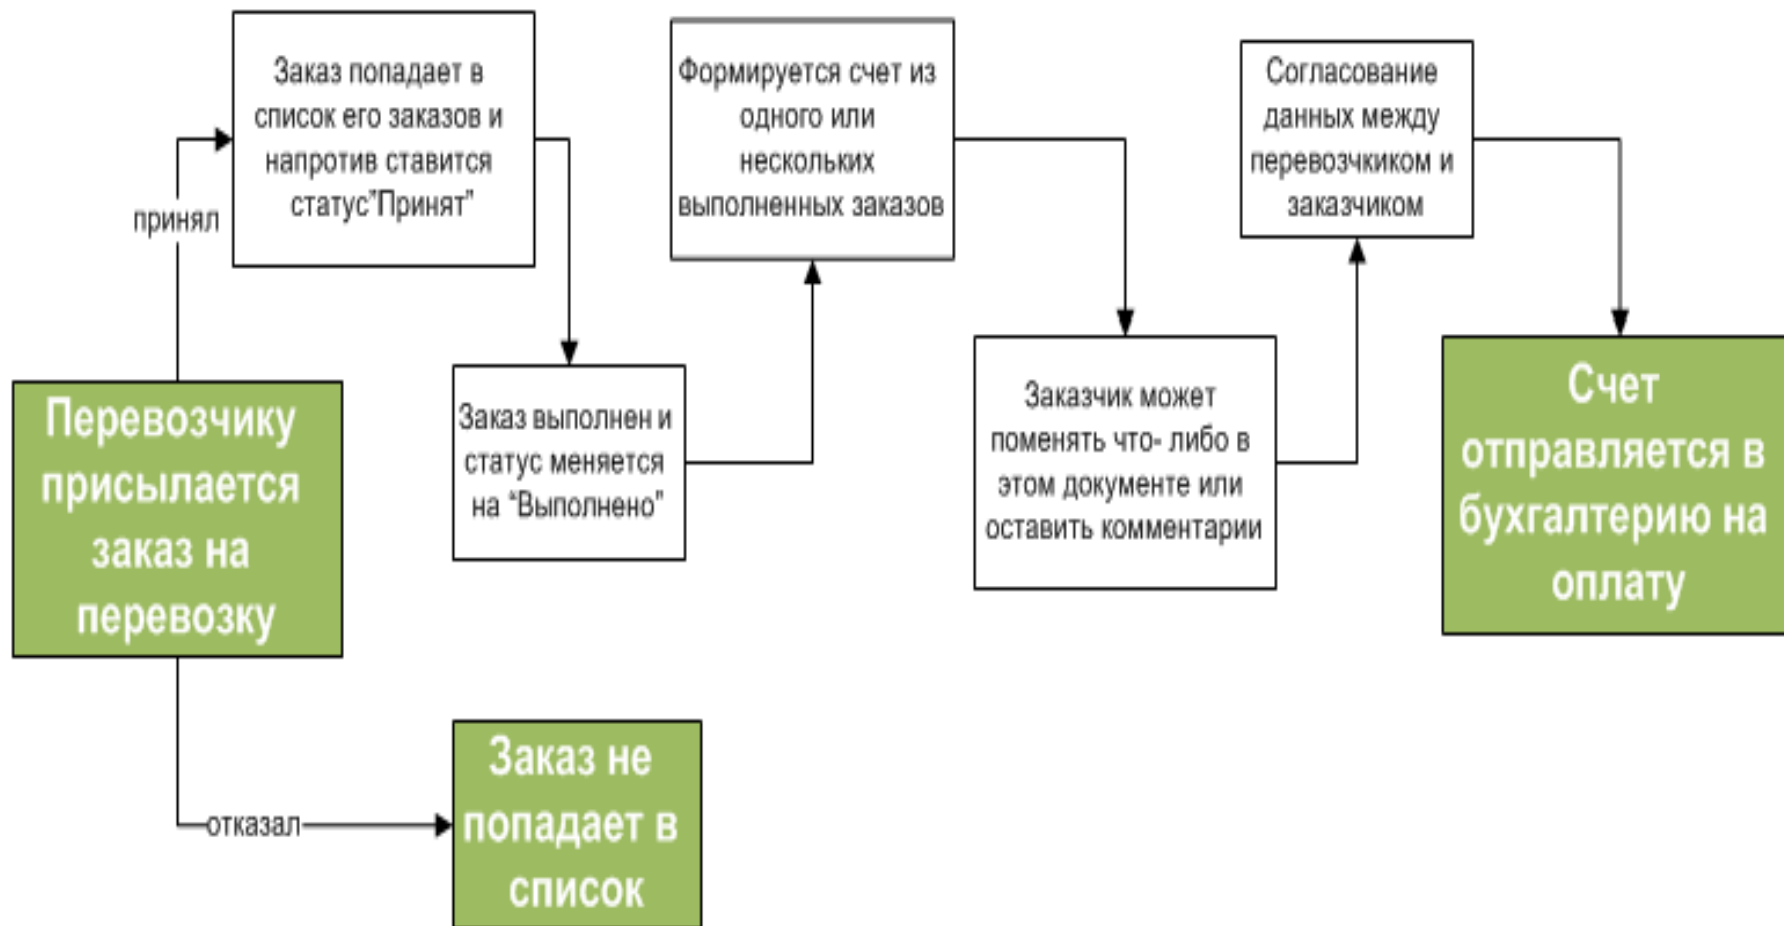 Заказ попадает в
список его заказов и
напротив ставится
статус”Принят”
Формируется счет из
одного или
нескольких
выполненных заказов
Согласование
данных между
перевозчкиком и
заказчиком
принял
Перевозчику
присылается
заказ на
перевозку
Заказ выполнен и
статус меняется
на “Выполнено”
Заказчик может
поменять что- либо в
этом документе или
оставить комментарии
Счет
отправляется в
бухгалтерию на
оплату
отказал
Заказ не
попадает в
список